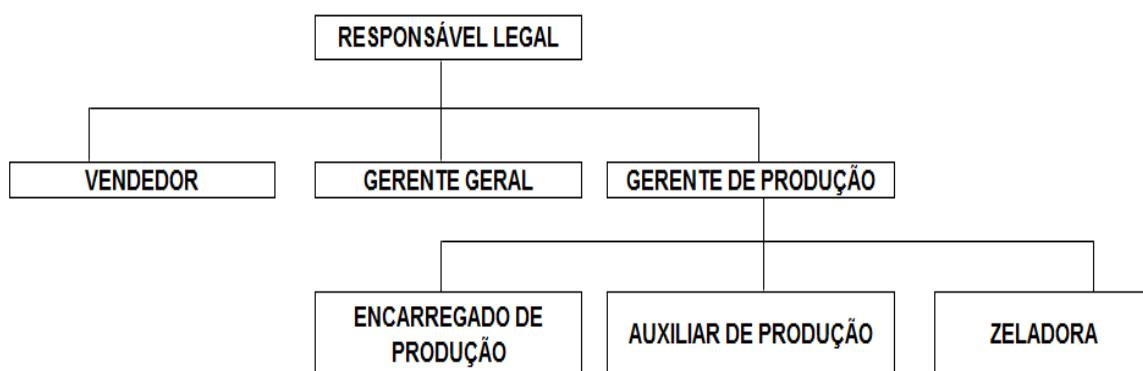 RESPONSÁVEL LEGAL
VENDEDOR
GERENTE GERAL
GERENTE DE PRODUÇÃO
ENCARREGADO DE
PRODUÇÃO
AUXILIAR DE PRODUÇÃO
ZELADORA